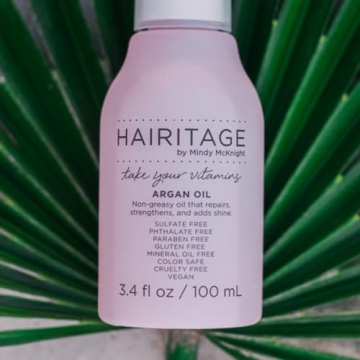 HAIRITAGE
by Mindy McKnight
take your vitamins
ARGAN OIL
Non-greasy oil that repairs,
strengthens, and adds shine.
SULFATE FREE
PHTHALATE FREE
PARABEN FREE
GLUTEN FREE
MINERAL OIL FREE
COLOR SAFE
CRUELTY FREE
VEGAN
3.4 fl oz / 100 mL